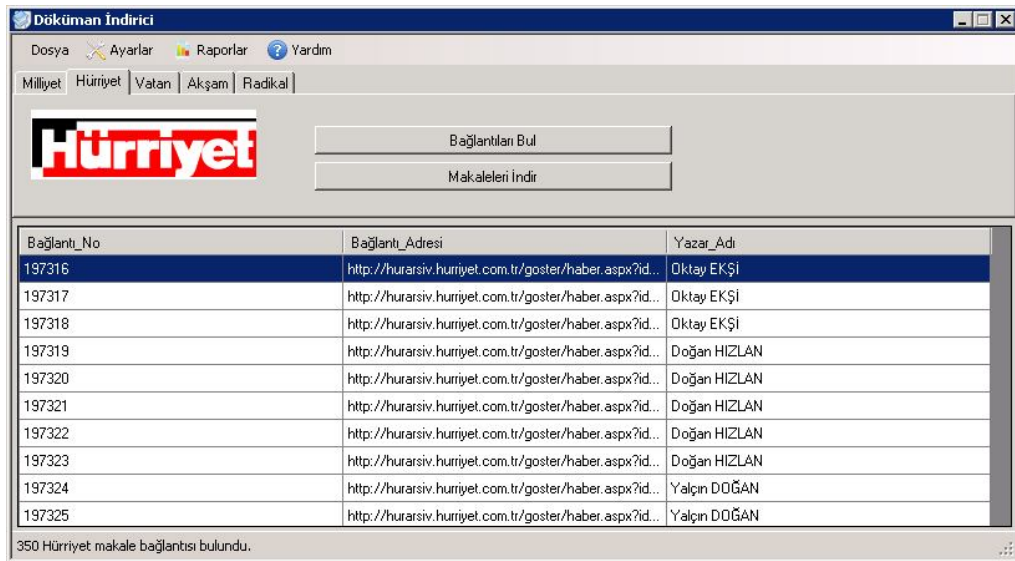 Döküman İndirici
Dosya Ayarlar Raporlar Yardım
Milliyet Hürriyet Vatan Akşam Radikal
Hürriyet
Bağlantıları Bul
Makaleleri İndir
Bağlantı_No Bağlantı_Adresi Yazar_Adı
197316 http://hurarsiv.hurriyet.com.tr/goster/haber.aspx?id... Oktay EKŞİ
197317 http://hurarsiv.hurriyet.com.tr/goster/haber.aspx?id... Oktay EKŞİ
197318 http://hurarsiv.hurriyet.com.tr/goster/haber.aspx?id... Oktay EKŞİ
197319 http://hurarsiv.hurriyet.com.tr/goster/haber.aspx?id... Doğan HIZLAN
197320 http://hurarsiv.hurriyet.com.tr/goster/haber.aspx?id... Doğan HIZLAN
197321 http://hurarsiv.hurriyet.com.tr/goster/haber.aspx?id... Doğan HIZLAN
197322 http://hurarsiv.hurriyet.com.tr/goster/haber.aspx?id... Doğan HIZLAN
197323 http://hurarsiv.hurriyet.com.tr/goster/haber.aspx?id... Doğan HIZLAN
197324 http://hurarsiv.hurriyet.com.tr/goster/haber.aspx?id... Yalçın DOĞAN
197325 http://hurarsiv.hurriyet.com.tr/goster/haber.aspx?id... Yalçın DOĞAN
350 Hürriyet makale bağlantısı bulundu.